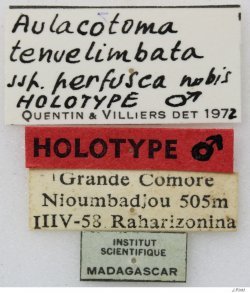 Aulacotoma
tenuelimbata
ssp. perfusca nobis
HOLOTYPE ♂
QUENTIN & VILLIERS DET 1972
HOLOTYPE ♂
Grande Comore
Nioumbadjou 505m
IIIV-58 Raharizonina
INSTITUT
SCIENTIFIQUE
MADAGASCAR